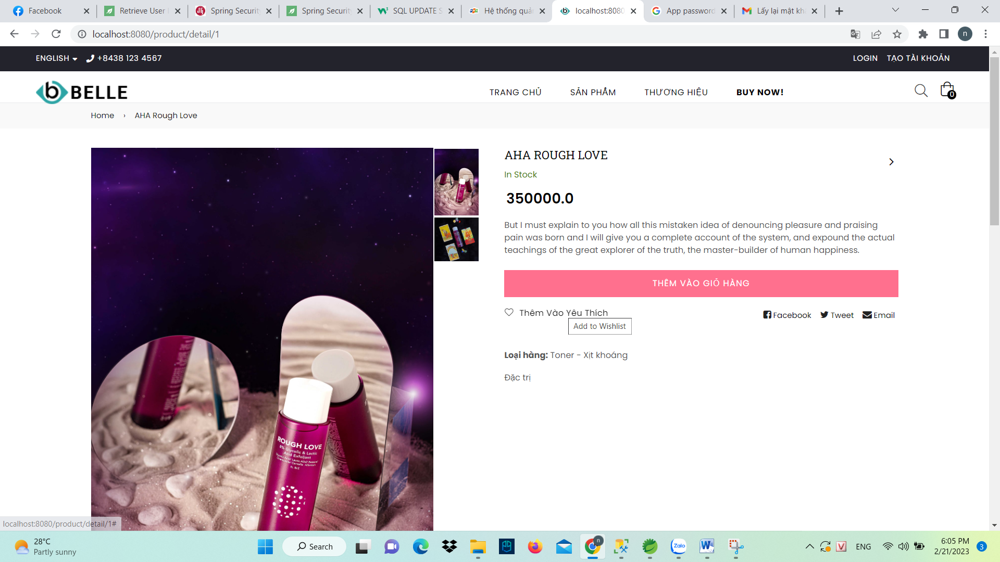 Facebook
Retrieve User
Spring Security
Spring Security
SQL UPDATE S
Hệ thống quản
localhost:8080
App password
Lấy lại mật kh
localhost:8080/product/detail/1
n
ENGLISH
+8438 123 4567
LOGIN
TẠO TÀI KHOẢN
b BELLE
TRANG CHỦ
SẢN PHẨM
THƯƠNG HIỆU
BUY NOW!
0
Home › AHA Rough Love
AHA ROUGH LOVE
In Stock
350000.0
But I must explain to you how all this mistaken idea of denouncing pleasure and praising
pain was born and I will give you a complete account of the system, and expound the actual
teachings of the great explorer of the truth, the master-builder of human happiness.
THÊM VÀO GIỎ HÀNG
Thêm Vào Yêu Thích
Facebook
Tweet
Email
Add to Wishlist
Loại hàng: Toner - Xịt khoáng
Đặc trị
ROUGH LOVE
8% Glycolic & Lactic
Acid Exfoliant
localhost:8080/product/detail/1#
28°C
Partly sunny
Search
Zalo
ENG
6:05 PM
2/21/2023
3